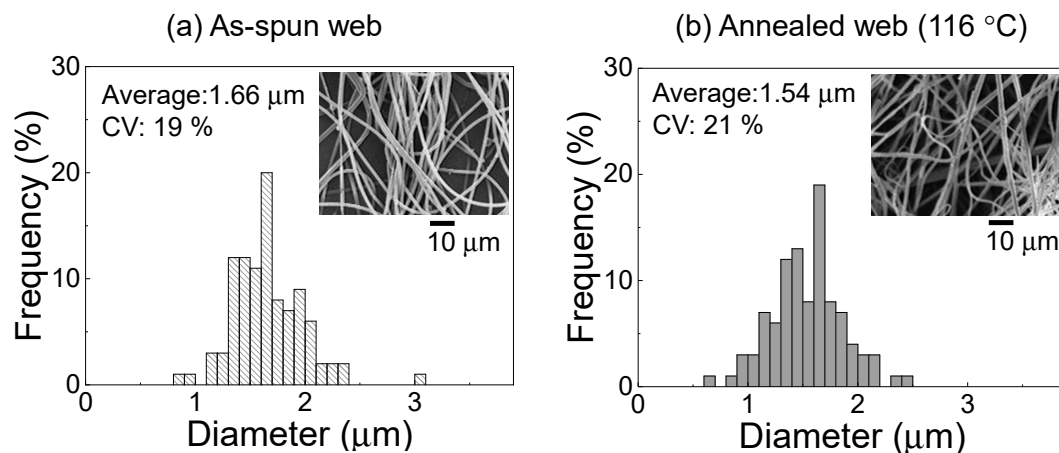 (a) As-spun web
30
20
10
0
Frequency (%)
Average:1.66 μm
CV: 19 %
10 μm
0 1 2 3
Diameter (μm)
(b) Annealed web (116 °C)
30
20
10
0
Frequency (%)
Average:1.54 μm
CV: 21 %
10 μm
0 1 2 3
Diameter (μm)